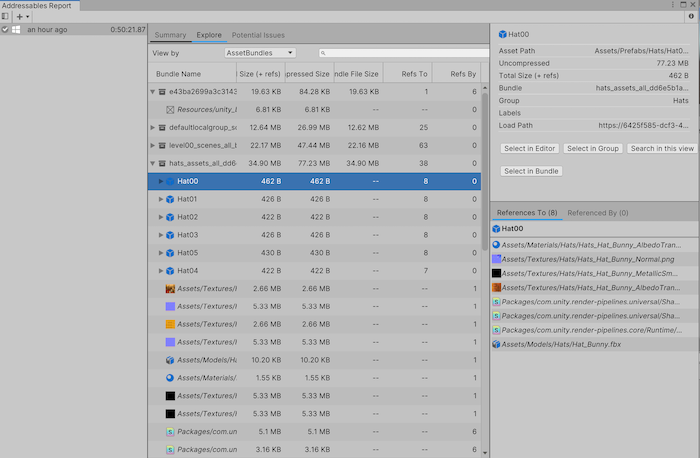 Addressables Report
an hour ago 0:50:21.87
Summary Explore Potential Issues
View by AssetBundles
Bundle Name Size (+ refs) pressed Size ndle File Size Refs To Refs By
e43ba2699a3c3143 19.63 KB 84.28 KB 19.63 KB 1 6
Resources/unity_b 6.81 KB 6.81 KB -- -- 0
defaultlocalgroup_sc 12.64 MB 26.99 MB 12.62 MB 25 0
level00_scenes_all_b 22.17 MB 47.44 MB 22.16 MB 63 0
hats_assets_all_dd6 34.90 MB 77.23 MB 34.90 MB 38 0
Hat00 462 B 462 B -- 8 0
Hat01 426 B 426 B -- 8 0
Hat02 422 B 422 B -- 8 0
Hat03 426 B 426 B -- 8 0
Hat05 430 B 430 B -- 8 0
Hat04 422 B 422 B -- 7 0
Assets/Textures/H 2.66 MB 2.66 MB -- -- 1
Assets/Textures/H 5.33 MB 5.33 MB -- -- 1
Assets/Textures/H 2.66 MB 2.66 MB -- -- 1
Assets/Textures/H 5.33 MB 5.33 MB -- -- 1
Assets/Models/Ha 10.20 KB 10.20 KB -- -- 1
Assets/Materials/ 1.55 KB 1.55 KB -- -- 1
Assets/Textures/H 5.33 MB 5.33 MB -- -- 1
Assets/Textures/H 5.33 MB 5.33 MB -- -- 1
Packages/com.un 5.1 MB 5.1 MB -- -- 6
Packages/com.un 3.16 KB 3.16 KB -- -- 6
Hat00
Asset Path Assets/Prefabs/Hats/Hat0...
Uncompressed 77.23 MB
Total Size (+ refs) 462 B
Bundle hats_assets_all_dd6e5b1a...
Group Hats
Labels
Load Path https://6425f585-dcf3-4...
Select in Editor Select in Group Search in this view
Select in Bundle
References To (8) Referenced By (0)
Hat00
Assets/Materials/Hats/Hats_Hat_Bunny_AlbedoTran...
Assets/Textures/Hats/Hats_Hat_Bunny_Normal.png
Assets/Textures/Hats/Hats_Hat_Bunny_MetallicSm...
Assets/Textures/Hats/Hats_Hat_Bunny_AlbedoTran...
Packages/com.unity.render-pipelines.universal/Sha...
Packages/com.unity.render-pipelines.universal/Sha...
Packages/com.unity.render-pipelines.core/Runtime/...
Assets/Models/Hats/Hat_Bunny.fbx